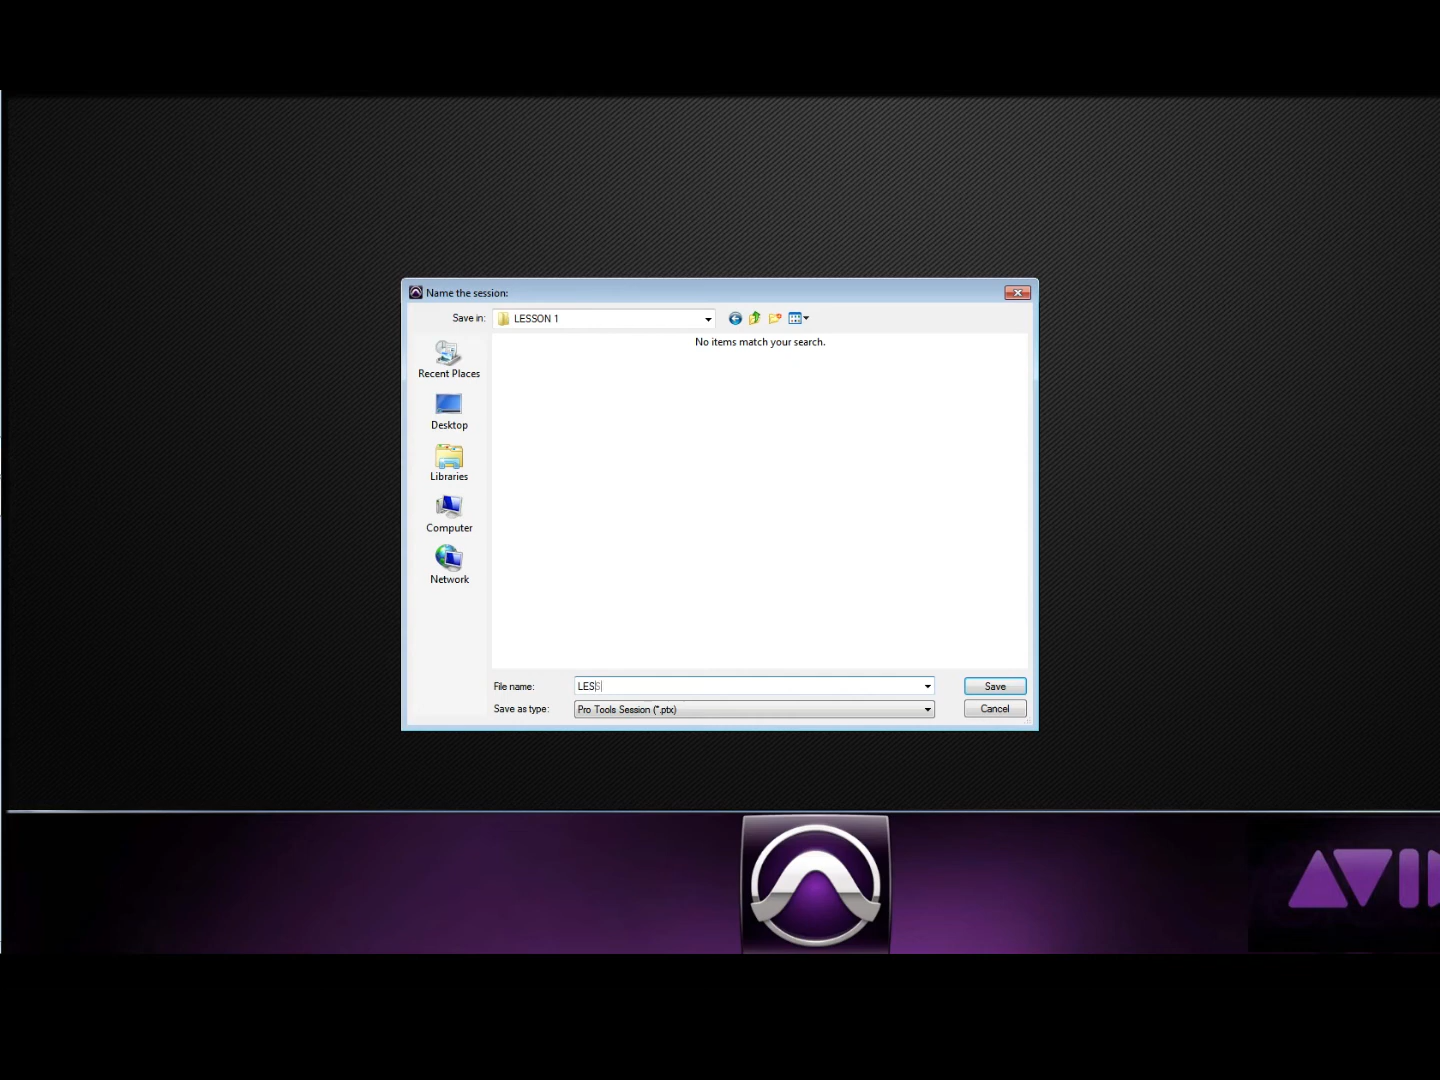 Name the session:
Save in: LESSON 1
No items match your search.
Recent Places
Desktop
Libraries
Computer
Network
File name: LESS Save
Save as type: Pro Tools Session (*.ptx) Cancel